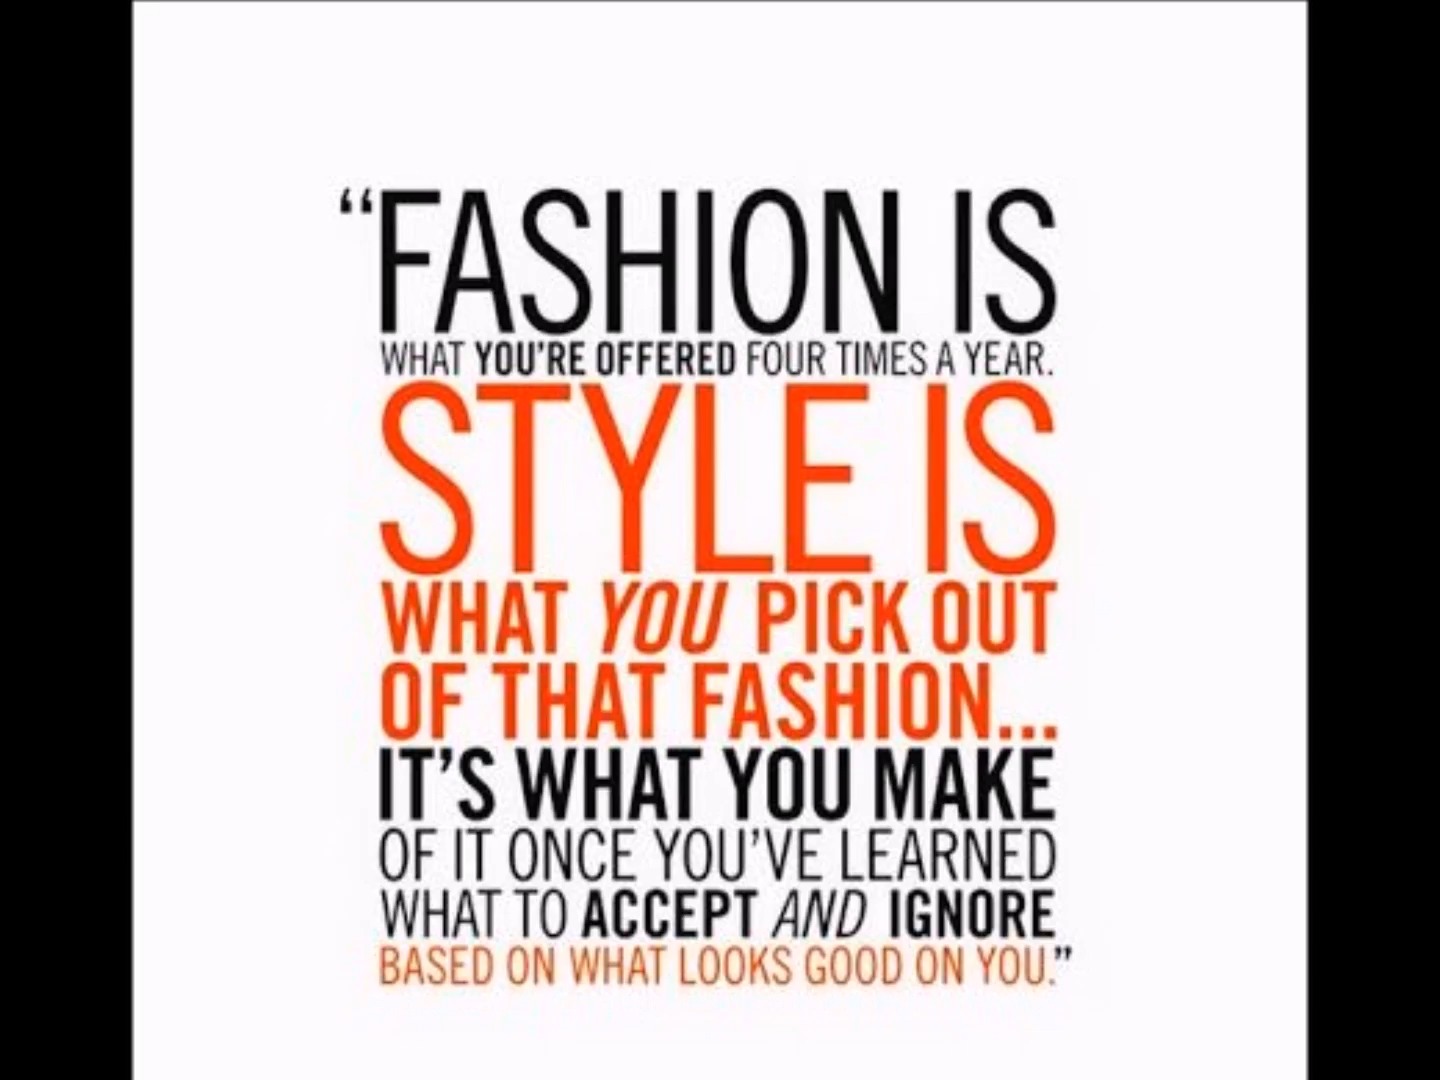 “FASHION IS
WHAT YOU’RE OFFERED FOUR TIMES A YEAR.
STYLE IS
WHAT YOU PICK OUT
OF THAT FASHION...
IT’S WHAT YOU MAKE
OF IT ONCE YOU’VE LEARNED
WHAT TO ACCEPT AND IGNORE
BASED ON WHAT LOOKS GOOD ON YOU.”